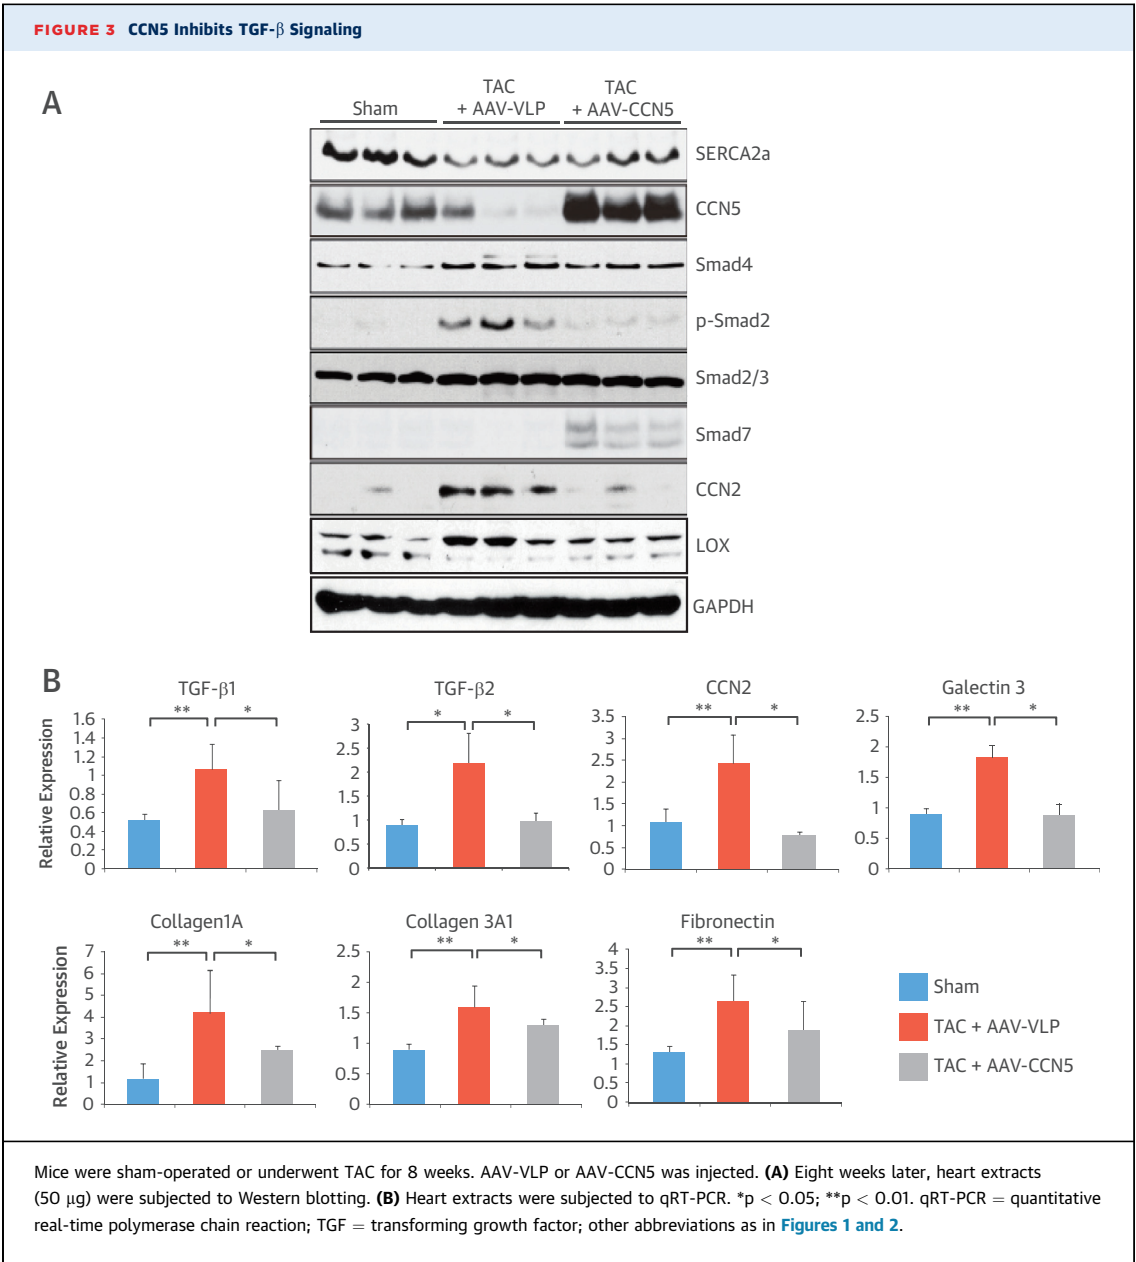 FIGURE 3 CCN5 Inhibits TGF-β Signaling
A
Sham
TAC
+ AAV-VLP
TAC
+ AAV-CCN5
SERCA2a
CCN5
Smad4
p-Smad2
Smad2/3
Smad7
CCN2
LOX
GAPDH
B
TGF-β1
Relative Expression
1.6
1.4
1.2
1
0.8
0.6
0.4
0.2
0
** *
TGF-β2
3
2.5
2
1.5
1
0.5
0
* *
CCN2
3.5
3
2.5
2
1.5
1
0.5
0
** *
Galectin 3
2.5
2
1.5
1
0.5
0
** *
Collagen1A
Relative Expression
7
6
5
4
3
2
1
0
** *
Collagen 3A1
2.5
2
1.5
1
0.5
0
** *
Fibronectin
4
3.5
3
2.5
2
1.5
1
0.5
0
** *
Sham
TAC + AAV-VLP
TAC + AAV-CCN5
Mice were sham-operated or underwent TAC for 8 weeks. AAV-VLP or AAV-CCN5 was injected. (A) Eight weeks later, heart extracts
(50 μg) were subjected to Western blotting. (B) Heart extracts were subjected to qRT-PCR. *p < 0.05; **p < 0.01. qRT-PCR = quantitative
real-time polymerase chain reaction; TGF = transforming growth factor; other abbreviations as in Figures 1 and 2.